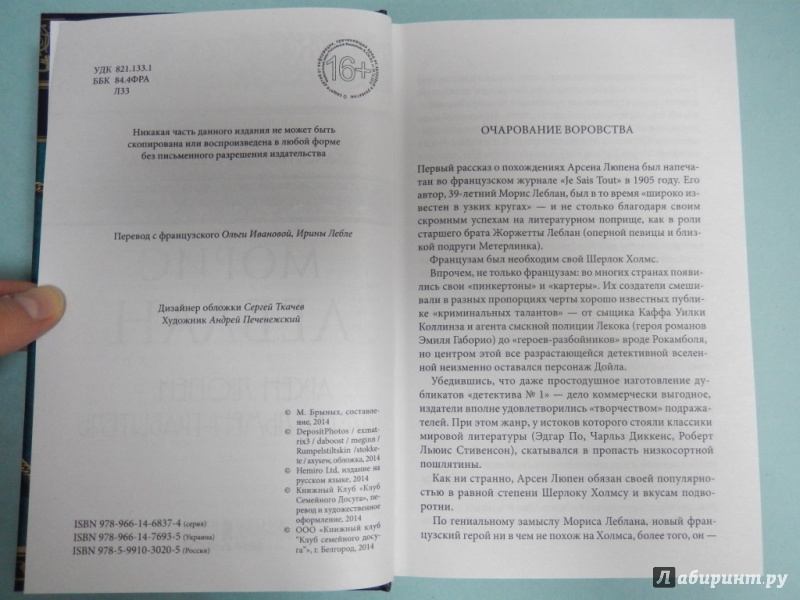 УДК 821.133.1
ББК 84.4ФРА
Л33
16+
Никакая часть данного издания не может быть
скопирована или воспроизведена в любой форме
без письменного разрешения издательства
Перевод с французского Ольги Ивановой, Ирины Лебле
Дизайнер обложки Сергей Ткачев
Художник Андрей Печенежский
© М. Брыных, составле-
ние, 2014
© DepositPhotos / exmat-
rix3 / daboost / meginn /
Rumpelstiltskin /stokke-
te / axysew, обложка, 2014
© Hemiro Ltd, издание на
русском языке, 2014
© Книжный Клуб «Клуб
Семейного Досуга», пе-
ревод и художественное
оформление, 2014
© ООО «Книжный клуб
"Клуб семейного досу-
га"», г. Белгород, 2014
ISBN 978-966-14-6837-4 (серия)
ISBN 978-966-14-7693-5 (Украина)
ISBN 978-5-9910-3020-5 (Россия)
ОЧАРОВАНИЕ ВОРОВСТВА
Первый рассказ о похождениях Арсена Люпена был напеча-
тан во французском журнале «Je Sais Tout» в 1905 году. Его
автор, 39-летний Морис Леблан, был в то время «широко из-
вестен в узких кругах» — и не столько благодаря своим
скромным успехам на литературном поприще, как в роли
старшего брата Жоржетты Леблан (оперной певицы и близ-
кой подруги Метерлинка).
Французам был необходим свой Шерлок Холмс.
Впрочем, не только французам: во многих странах появи-
лись свои «пинкертоны» и «картеры». Их создатели смеши-
вали в разных пропорциях черты хорошо известных публи-
ке «криминальных талантов» — от сыщика Каффа Уилки
Коллинза и агента сыскной полиции Лекока (героя романов
Эмиля Габорио) до «героев-разбойников» вроде Рокамболя,
но центром этой все разрастающейся детективной вселен-
ной неизменно оставался персонаж Дойла.
Убедившись, что даже простодушное изготовление ду-
бликатов «детектива № 1» — дело коммерчески выгодное,
издатели вполне удовлетворились «творчеством» подража-
телей. При этом жанр, у истоков которого стояли классики
мировой литературы (Эдгар По, Чарльз Диккенс, Роберт
Льюис Стивенсон), скатывался в пропасть низкосортной
пошлятины.
Как ни странно, Арсен Люпен обязан своей популярно-
стью в равной степени Шерлоку Холмсу и вкусам подво-
ротни.
По гениальному замыслу Мориса Леблана, новый фран-
цузский герой ни в чем не похож на Холмса, более того, он —
Лабиринт.ру